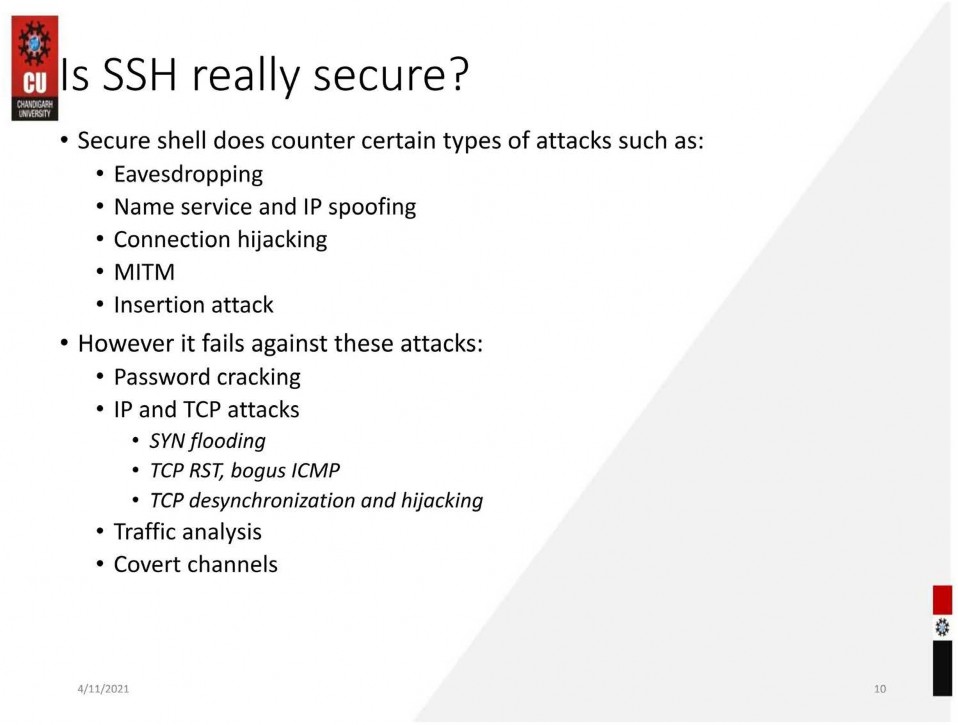 CU
CHANDIGARH
UNIVERSITY
Is SSH really secure?
• Secure shell does counter certain types of attacks such as:
• Eavesdropping
• Name service and IP spoofing
• Connection hijacking
• MITM
• Insertion attack
• However it fails against these attacks:
• Password cracking
• IP and TCP attacks
• SYN flooding
• TCP RST, bogus ICMP
• TCP desynchronization and hijacking
• Traffic analysis
• Covert channels
4/11/2021
10